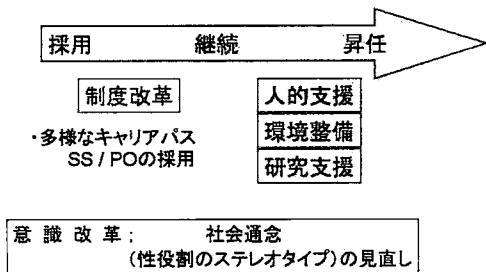 採用 継続 昇任
制度改革
・多様なキャリアパス
SS / POの採用
人的支援
環境整備
研究支援
意 識 改 革 ; 社会通念
(性役割のステレオタイプ)の見直し